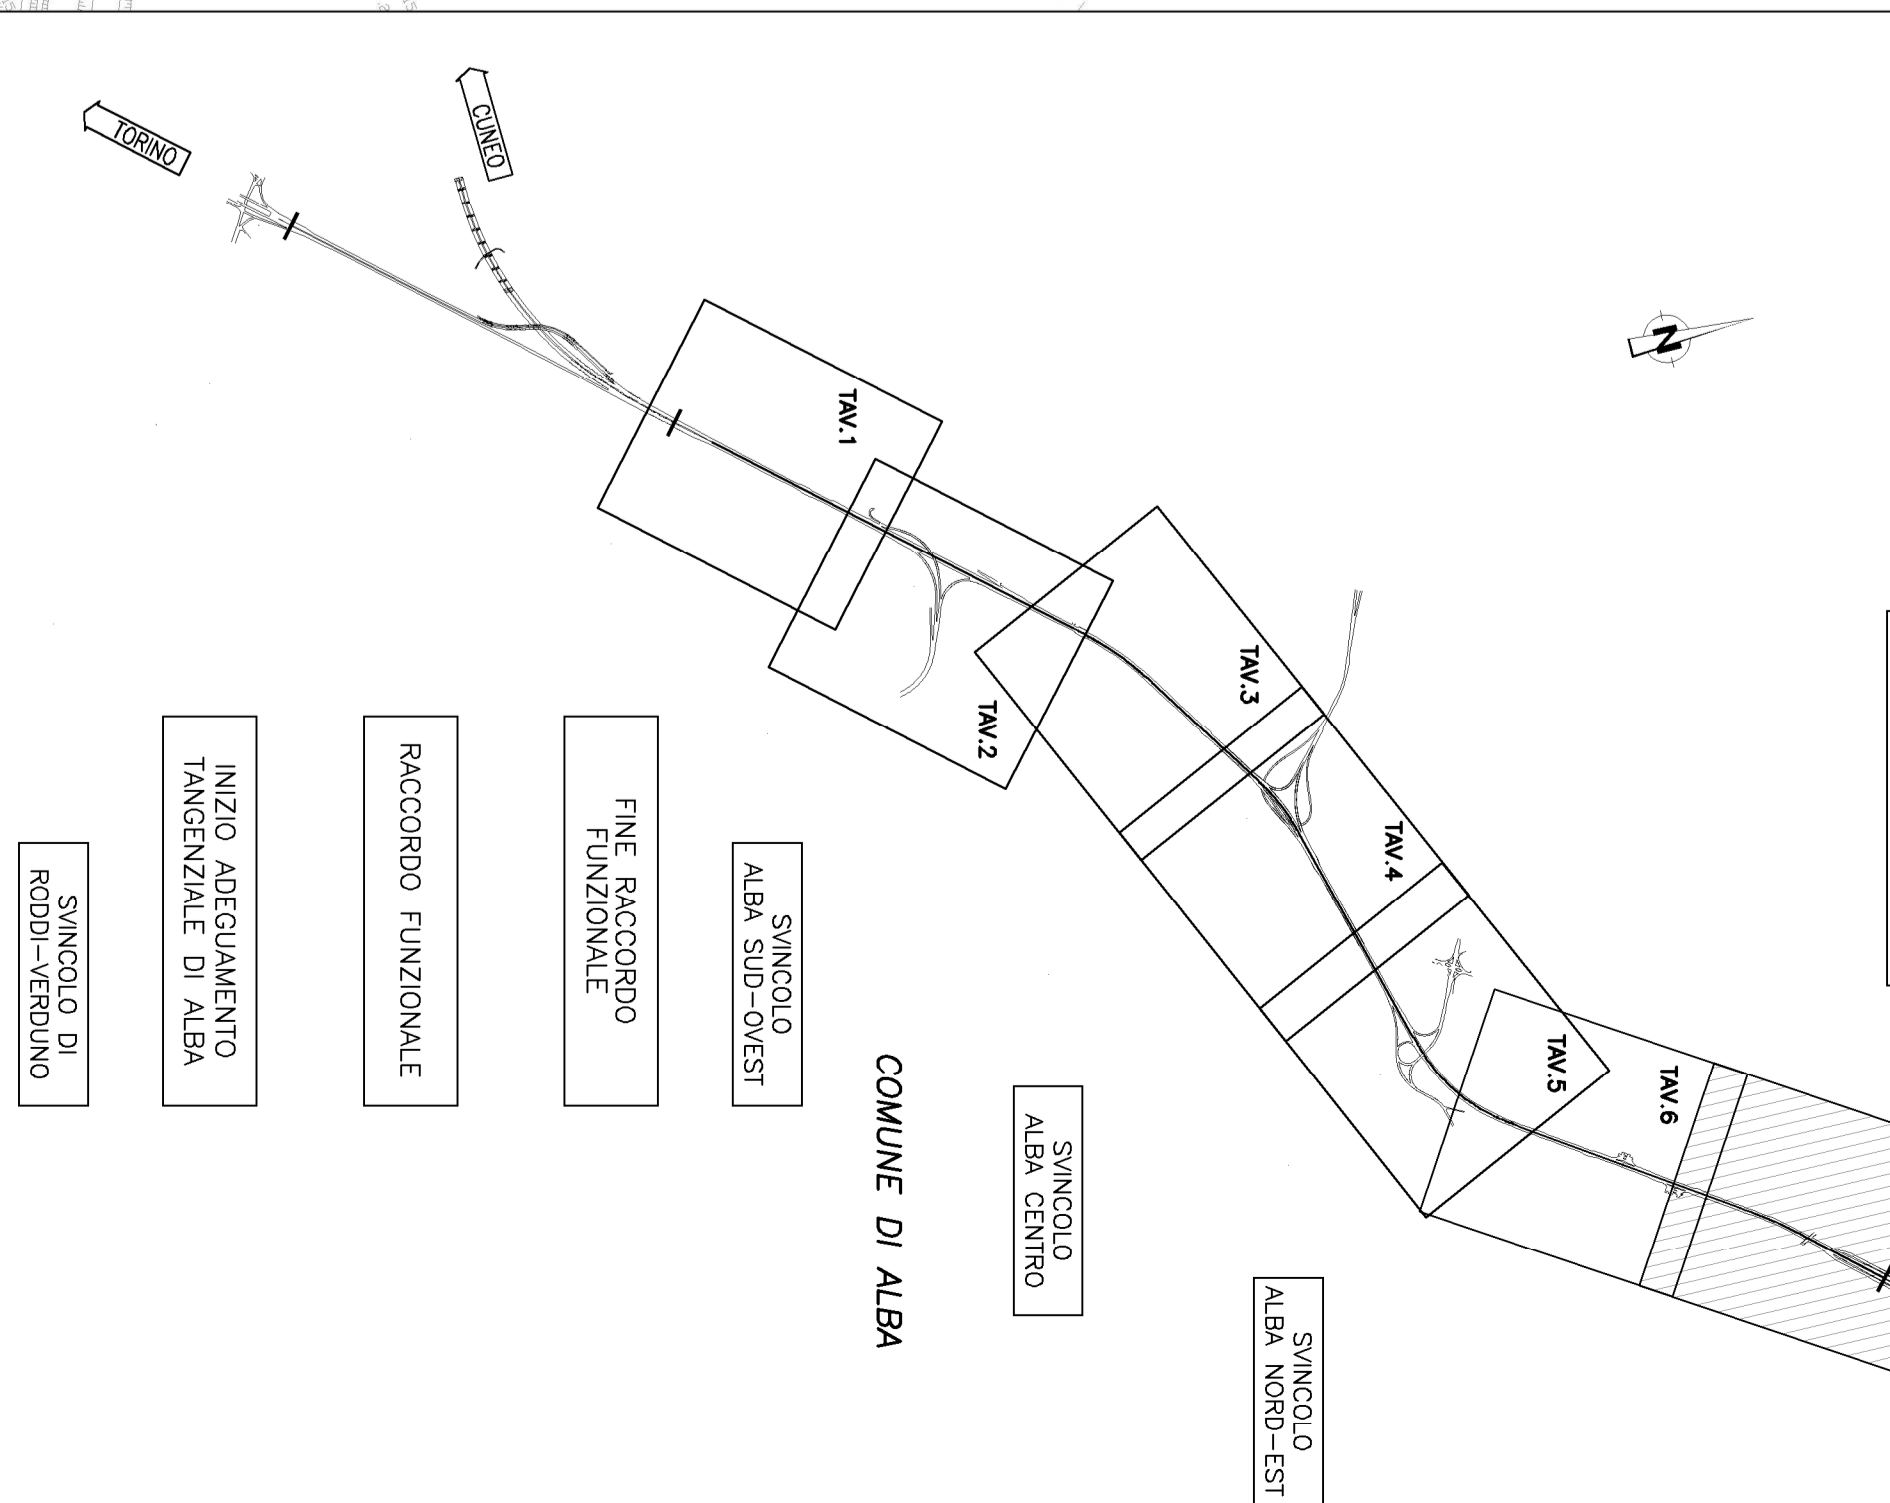 TORINO
CUNEO
N
TAV.1
TAV.2
TAV.3
TAV.4
TAV.5
TAV.6
SVINCOLO DI
RODDI-VERDUNO
INIZIO ADEGUAMENTO
TANGENZIALE DI ALBA
RACCORDO FUNZIONALE
FINE RACCORDO
FUNZIONALE
SVINCOLO
ALBA SUD-OVEST
COMUNE DI ALBA
SVINCOLO
ALBA CENTRO
SVINCOLO
ALBA NORD-EST